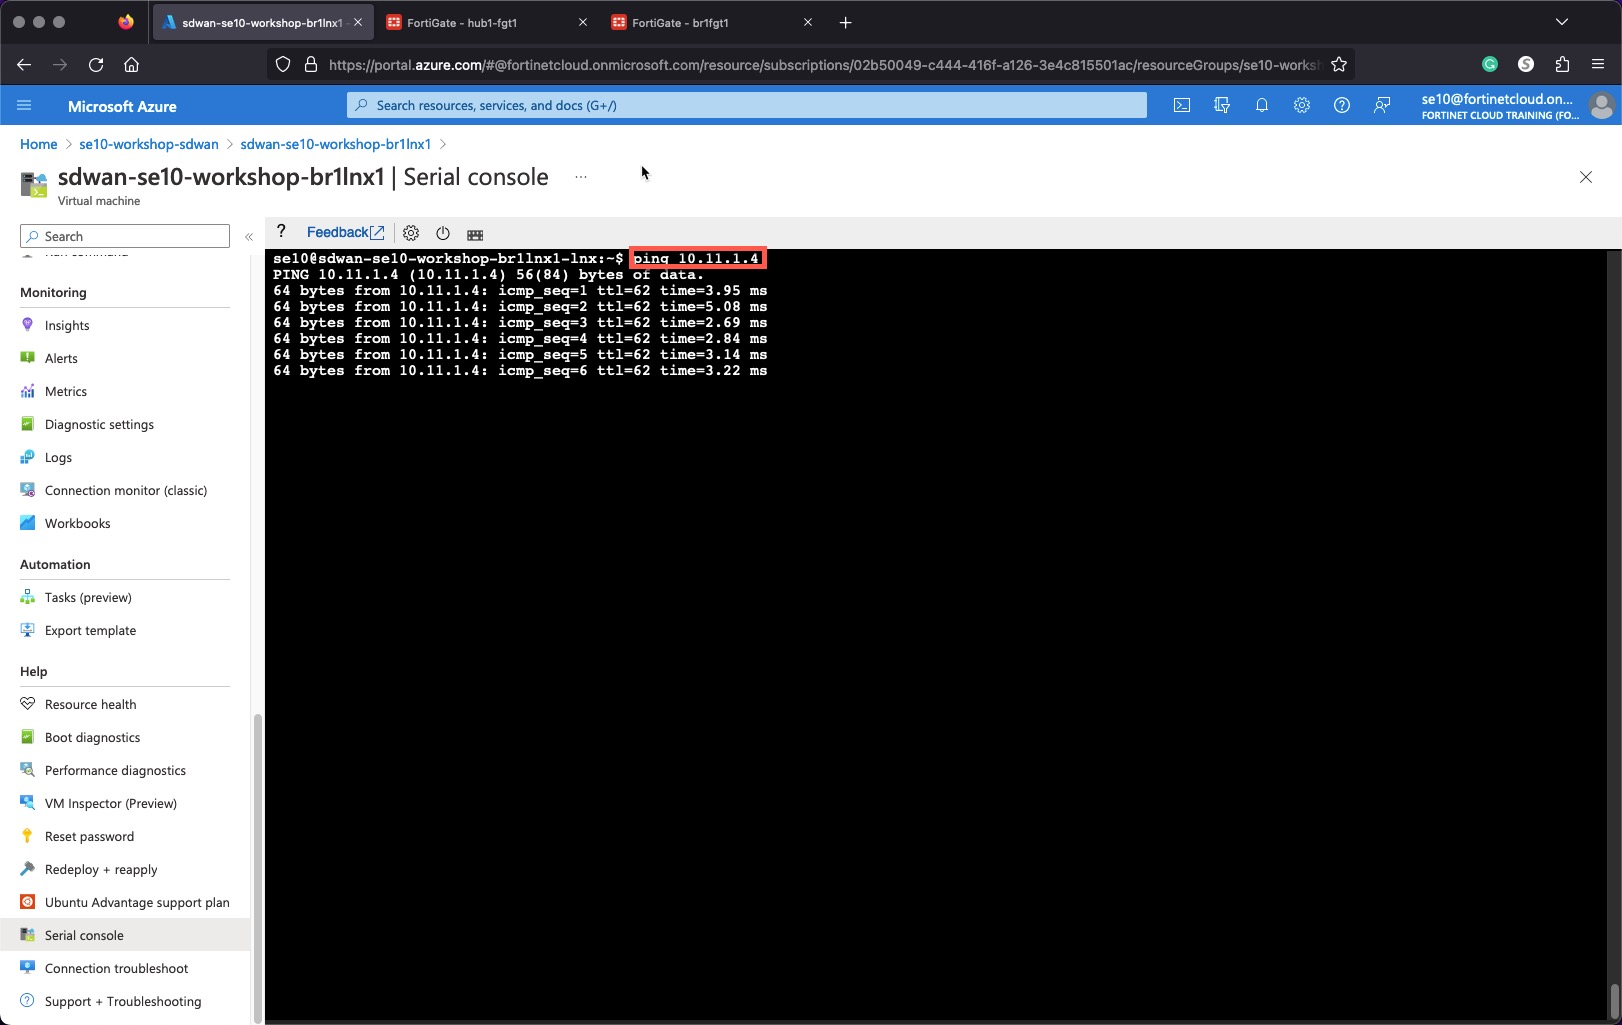 sdwan-se10-workshop-br1lnx1 -
FortiGate - hub1-fgt1
FortiGate - br1fgt1
https://portal.azure.com/#@fortinetcloud.onmicrosoft.com/resource/subscriptions/02b50049-c444-416f-a126-3e4c815501ac/resourceGroups/se10-worksh
Microsoft Azure
Search resources, services, and docs (G+/)
se10@fortinetcloud.on...
FORTINET CLOUD TRAINING (FO...
Home > se10-workshop-sdwan > sdwan-se10-workshop-br1lnx1 >
sdwan-se10-workshop-br1lnx1 | Serial console ...
Virtual machine
Search
«
? Feedback
Run command
Monitoring
Insights
Alerts
Metrics
Diagnostic settings
Logs
Connection monitor (classic)
Workbooks
Automation
Tasks (preview)
Export template
Help
Resource health
Boot diagnostics
Performance diagnostics
VM Inspector (Preview)
Reset password
Redeploy + reapply
Ubuntu Advantage support plan
Serial console
Connection troubleshoot
Support + Troubleshooting
se10@sdwan-se10-workshop-br1lnx1-lnx:~$ ping 10.11.1.4
PING 10.11.1.4 (10.11.1.4) 56(84) bytes of data.
64 bytes from 10.11.1.4: icmp_seq=1 ttl=62 time=3.95 ms
64 bytes from 10.11.1.4: icmp_seq=2 ttl=62 time=5.08 ms
64 bytes from 10.11.1.4: icmp_seq=3 ttl=62 time=2.69 ms
64 bytes from 10.11.1.4: icmp_seq=4 ttl=62 time=2.84 ms
64 bytes from 10.11.1.4: icmp_seq=5 ttl=62 time=3.14 ms
64 bytes from 10.11.1.4: icmp_seq=6 ttl=62 time=3.22 ms